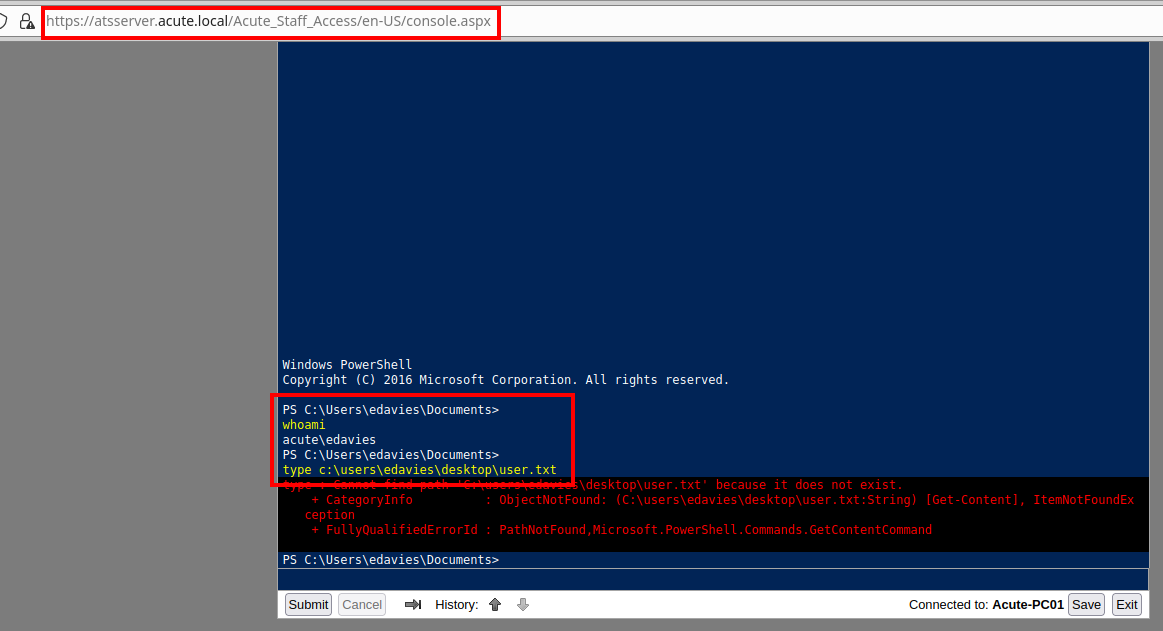 https://atsserver.acute.local/Acute_Staff_Access/en-US/console.aspx
Windows PowerShell
Copyright (C) 2016 Microsoft Corporation. All rights reserved.
PS C:\Users\edavies\Documents>
whoami
acute\edavies
PS C:\Users\edavies\Documents>
type c:\users\edavies\desktop\user.txt
type : Cannot find path 'C:\users\edavies\desktop\user.txt' because it does not exist.
+ CategoryInfo : ObjectNotFound: (C:\users\edavies\desktop\user.txt:String) [Get-Content], ItemNotFoundEx
ception
+ FullyQualifiedErrorId : PathNotFound,Microsoft.PowerShell.Commands.GetContentCommand
PS C:\Users\edavies\Documents>
Submit Cancel History: Connected to: Acute-PC01 Save Exit